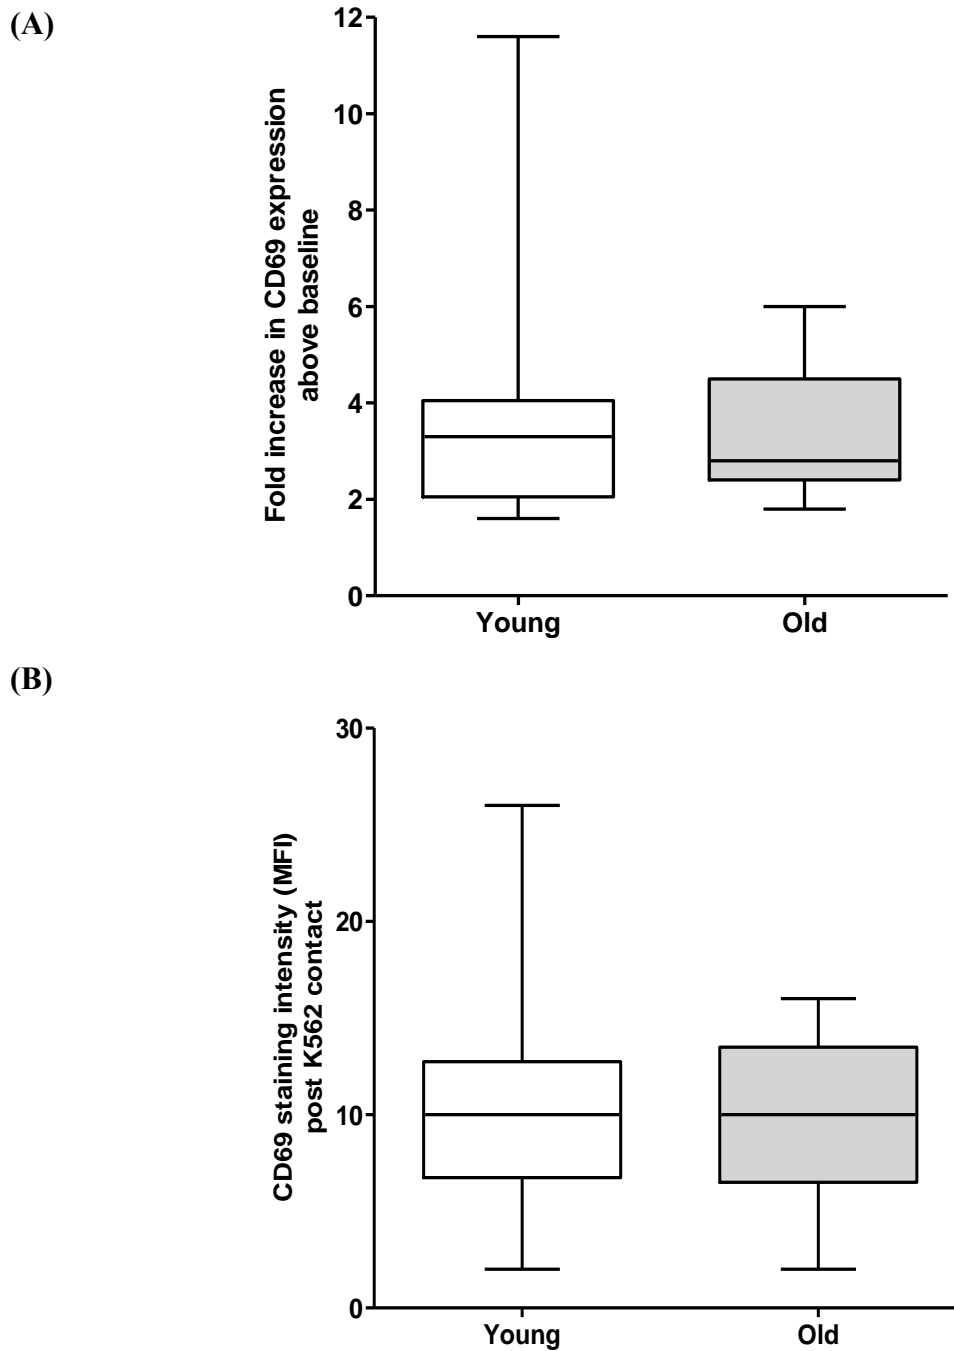 (A)
Fold increase in CD69 expression
above baseline
12
10
8
6
4
2
0
Young Old
(B)
CD69 staining intensity (MFI)
post K562 contact
30
20
10
0
Young Old